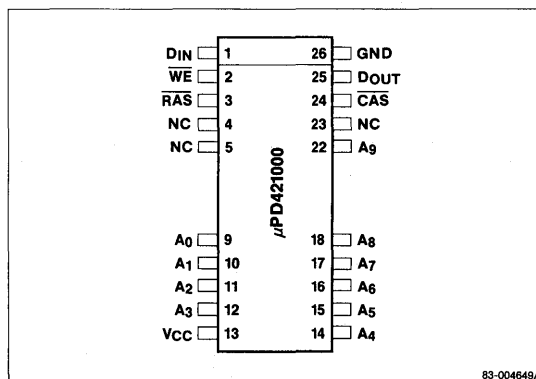 DIN 1 26 GND
WE 2 25 DOUT
RAS 3 24 CAS
NC 4 23 NC
NC 5 22 A9
μPD421000
A0 9 18 A8
A1 10 17 A7
A2 11 16 A6
A3 12 15 A5
VCC 13 14 A4
83-004649A